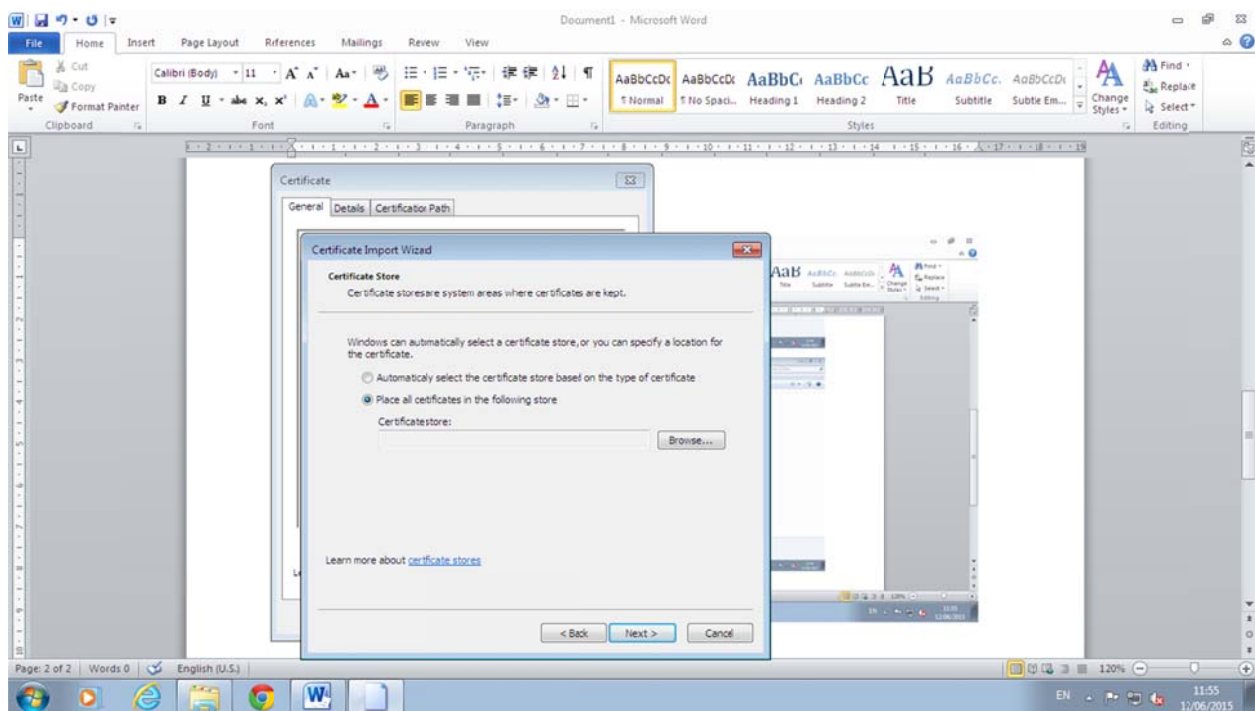 Document1 - Microsoft Word
File Home Insert Page Layout References Mailings Review View
Cut
Copy
Paste
Format Painter
Clipboard
Calibri (Body) 11
Font
Paragraph
AaBbCcDc AaBbCcDc AaBbC AaBbCc AaB AaBbCc. AaBbCcDc
¶ Normal ¶ No Spaci... Heading 1 Heading 2 Title Subtitle Subtle Em...
Change
Styles
Styles
Find
Replace
Select
Editing
Certificate
General Details Certification Path
Certificate Import Wizad
Certificate Store
Certificate storesare system areas where certificates are kept.
Windows can automatically select a certificate store, or you can specify a location for
the certificate.
Automaticaly select the certificate store based on the type of certificate
Place all cetificates in the following store
Certificatestore:
Browse...
Learn more about certficate stores
< Back Next > Cancel
Page: 2 of 2 Words 0 English (U.S.) 120%
EN 11:55
12/06/2015